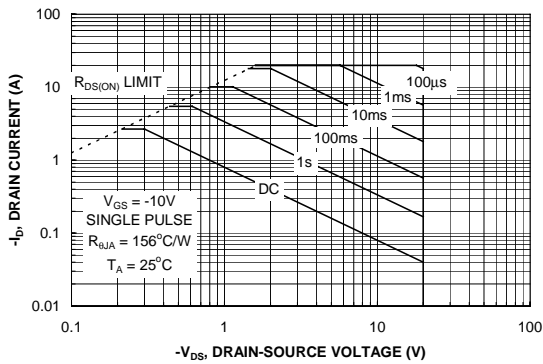 100
10
1
0.1
0.01
-I_D, DRAIN CURRENT (A)
R_DS(ON) LIMIT
100μs
1ms
10ms
100ms
1s
DC
V_GS = -10V
SINGLE PULSE
R_θJA = 156°C/W
T_A = 25°C
0.1 1 10 100
-V_DS, DRAIN-SOURCE VOLTAGE (V)